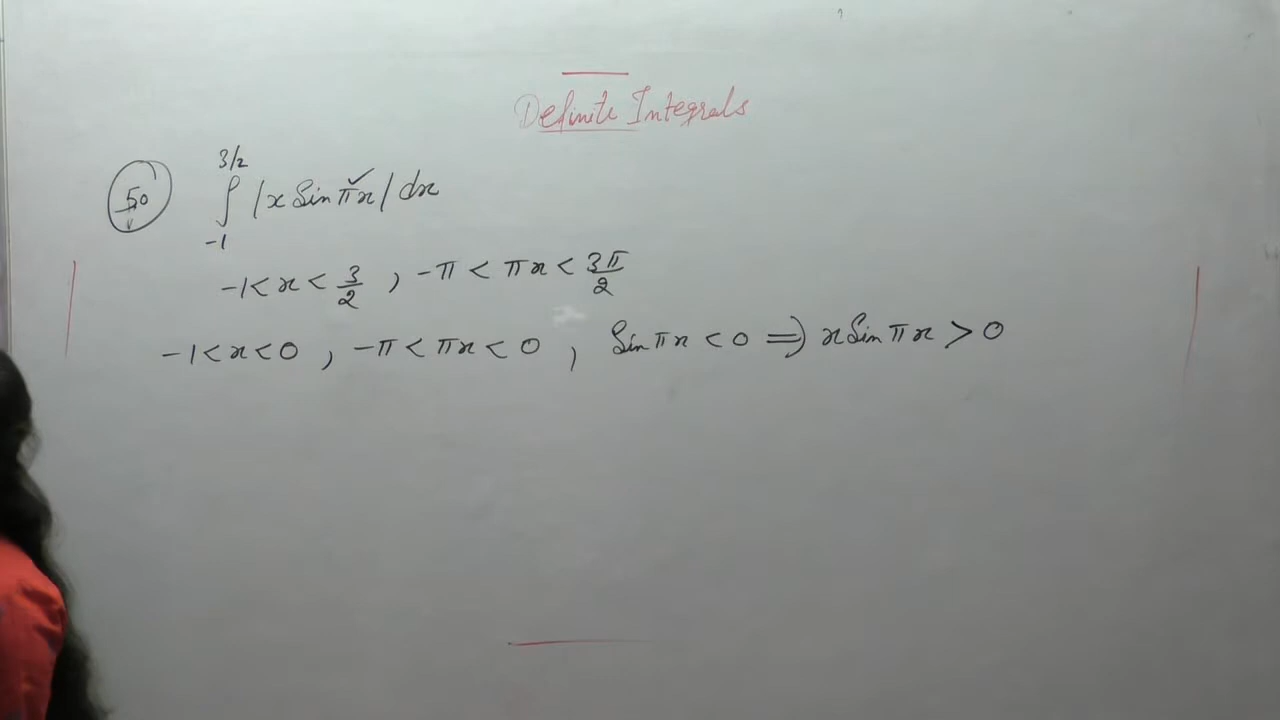 Definite Integrals
50 ∫_{-1}^{3/2} |x Sin πx| dx
-1 < x < 3/2 , -π < πx < 3π/2
-1 < x < 0 , -π < πx < 0 , Sin πx < 0 ⇒ x Sin πx > 0